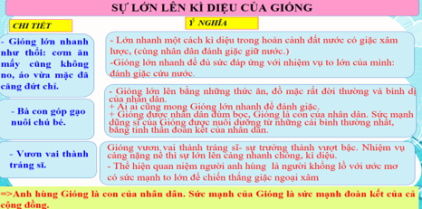 SỰ LỚN LÊN KÌ DIỆU CỦA GIÓNG
CHI TIẾT
Ý NGHĨA
- Gióng lớn nhanh
như thổi: cơm ăn
mấy cũng không
no, áo vừa mặc đã
căng đứt chỉ.
- Lớn nhanh một cách kì diệu trong hoàn cảnh đất nước có giặc xâm
lược, (cùng nhân dân đánh giặc giữ nước.)
-Gióng lớn nhanh để đủ sức đáp ứng với nhiệm vụ to lớn của mình:
đánh giặc cứu nước.
- Bà con góp gạo
nuôi chú bé.
- Gióng lớn lên bằng những thức ăn, đồ mặc rất đời thường và bình dị
của nhân dân.
+ Ai ai cũng mong Gióng lớn nhanh để đánh giặc.
+ Gióng được nhân dân đùm bọc, Gióng là con của nhân dân. Sức mạnh
dũng sĩ của Gióng được nuôi dưỡng từ những cái bình thường nhất,
bằng tinh thần đoàn kết của nhân dân.
- Vươn vai thành
tráng sĩ.
Gióng vươn vai thành tráng sĩ- sự trưởng thành vượt bậc. Nhiệm vụ
càng nặng nề thì sự lớn lên càng nhanh chóng, kì diệu.
- Thể hiện quan niệm người anh hùng là người khổng lồ với ước mơ
có sức mạnh to lớn để chiến thắng giặc ngoại xâm
=>Anh hùng Gióng là con của nhân dân. Sức mạnh của Gióng là sức mạnh đoàn kết của cả
cộng đồng.